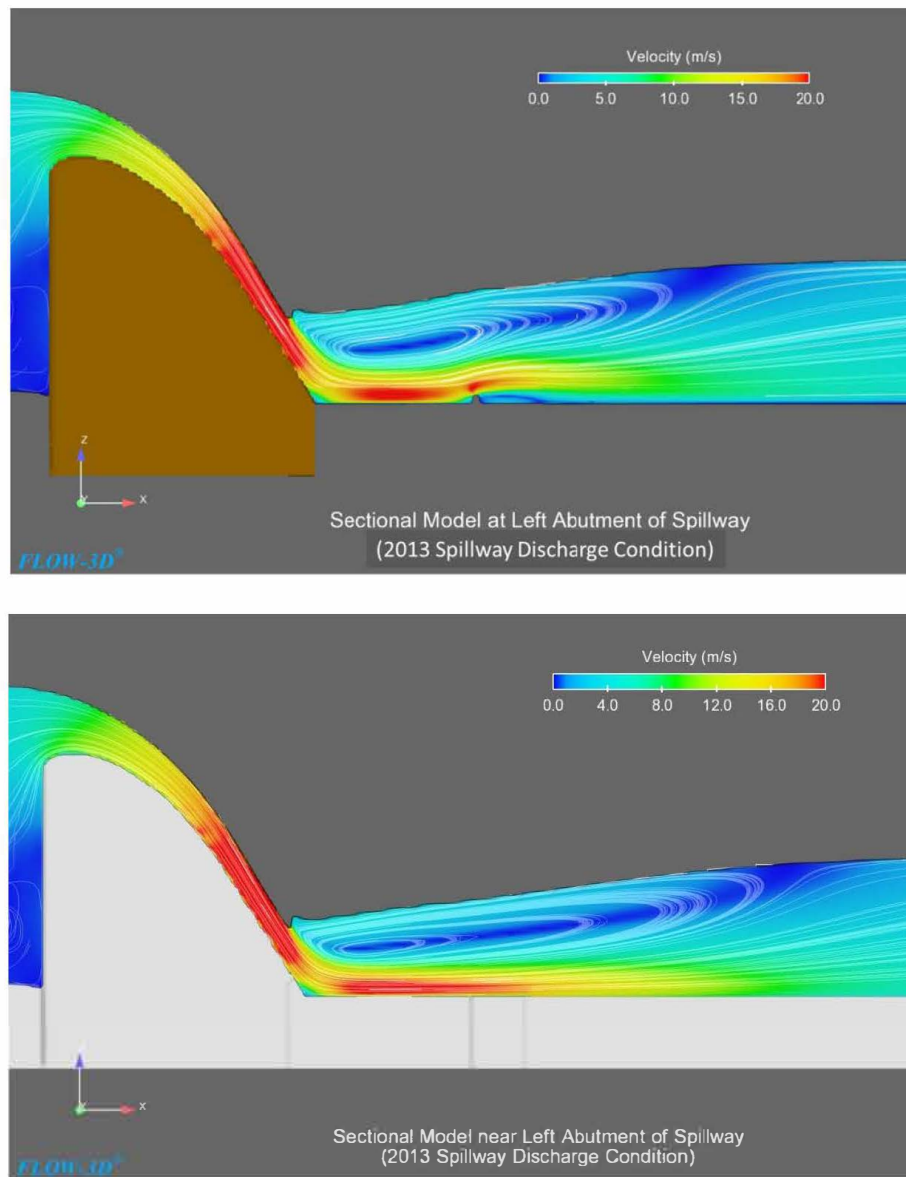 Velocity (m/s)
0.0 5.0 10.0 15.0 20.0
z
x
Sectional Model at Left Abutment of Spillway
(2013 Spillway Discharge Condition)
FLOW-3D®
Velocity (m/s)
0.0 4.0 8.0 12.0 16.0 20.0
x
Sectional Model near Left Abutment of Spillway
(2013 Spillway Discharge Condition)
FLOW-3D®